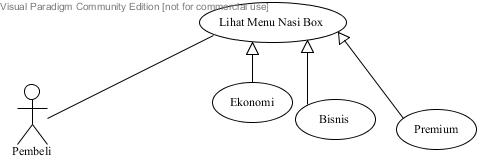 Visual Paradigm Community Edition [not for commercial use]
Lihat Menu Nasi Box
Ekonomi
Bisnis
Premium
Pembeli